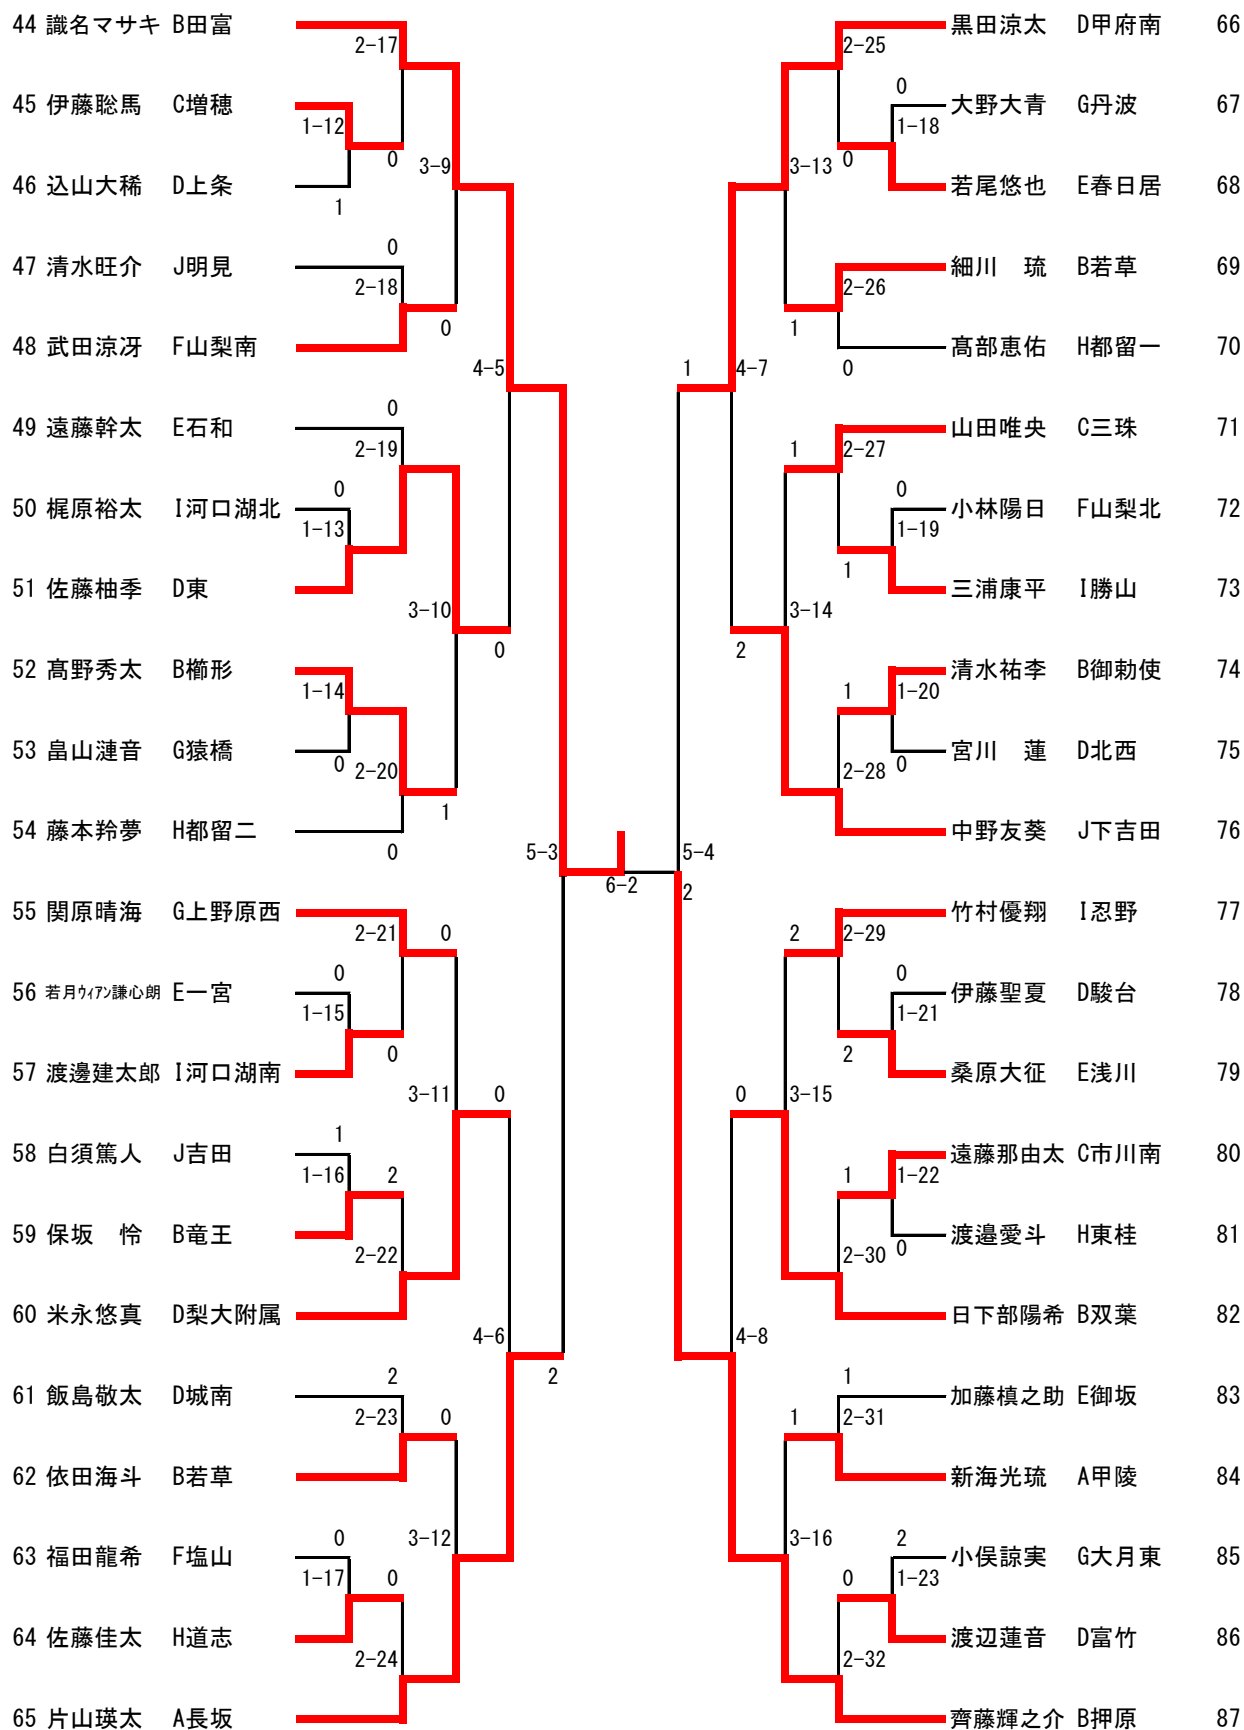 44 識名マサキ B田富
2-17
45 伊藤聡馬 C増穂
1-12
0
3-9
46 込山大稀 D上条
1
0
47 清水旺介 J明見
2-18
0
48 武田涼冴 F山梨南
4-5
0
49 遠藤幹太 E石和
2-19
0
50 梶原裕太 I河口湖北
1-13
51 佐藤柚季 D東
3-10
0
52 髙野秀太 B櫛形
1-14
53 畠山漣音 G猿橋
0
2-20
1
54 藤本羚夢 H都留二
0
5-3
6-2
55 関原晴海 G上野原西
2-21
0
0
56 若月ウィアン謙心朗 E一宮
1-15
0
57 渡邊建太郎 I河口湖南
3-11
0
1
58 白須篤人 J吉田
1-16
2
59 保坂 怜 B竜王
2-22
60 米永悠真 D梨大附属
4-6
2
2
61 飯島敬太 D城南
2-23
0
62 依田海斗 B若草
3-12
0
63 福田龍希 F塩山
1-17
0
64 佐藤佳太 H道志
2-24
65 片山瑛太 A長坂
黒田涼太 D甲府南 66
2-25
0
大野大青 G丹波 67
1-18
3-13
0
若尾悠也 E春日居 68
細川 琉 B若草 69
2-26
1
髙部恵佑 H都留一 70
0
1
4-7
山田唯央 C三珠 71
1
2-27
0
小林陽日 F山梨北 72
1-19
1
三浦康平 I勝山 73
3-14
2
清水祐李 B御勅使 74
1
1-20
宮川 蓮 D北西 75
2-28
0
中野友葵 J下吉田 76
5-4
2
竹村優翔 I忍野 77
2
2-29
0
伊藤聖夏 D駿台 78
1-21
2
桑原大征 E浅川 79
0
3-15
遠藤那由太 C市川南 80
1
1-22
渡邉愛斗 H東桂 81
2-30
0
日下部陽希 B双葉 82
4-8
1
加藤槙之助 E御坂 83
1
2-31
新海光琉 A甲陵 84
3-16
2
小俣諒実 G大月東 85
0
1-23
渡辺蓮音 D富竹 86
2-32
齊藤輝之介 B押原 87